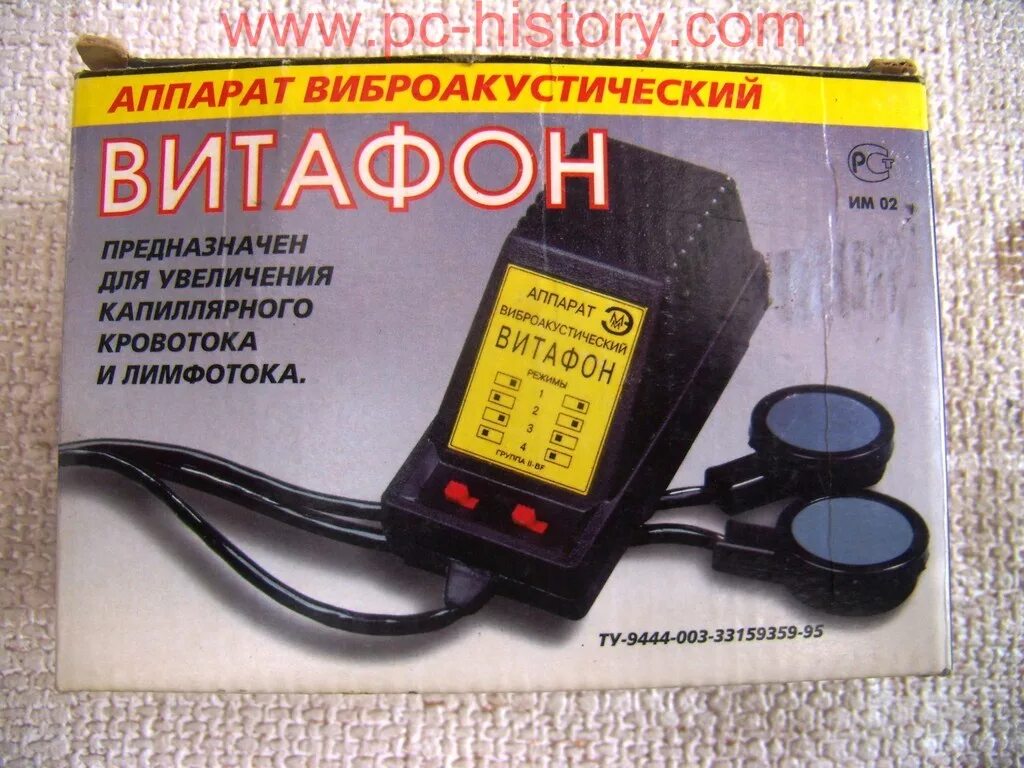 www.pc-history.com
АППАРАТ ВИБРОАКУСТИЧЕСКИЙ
ВИТАФОН
РСТ
ИМ 02
ПРЕДНАЗНАЧЕН
ДЛЯ УВЕЛИЧЕНИЯ
КАПИЛЛЯРНОГО
КРОВОТОКА
И ЛИМФОТОКА.
АППАРАТ
ВИБРОАКУСТИЧЕСКИЙ
ВИТАФОН
РЕЖИМЫ
1
2
3
4
ГРУППА II-BF
ТУ-9444-003-33159359-95